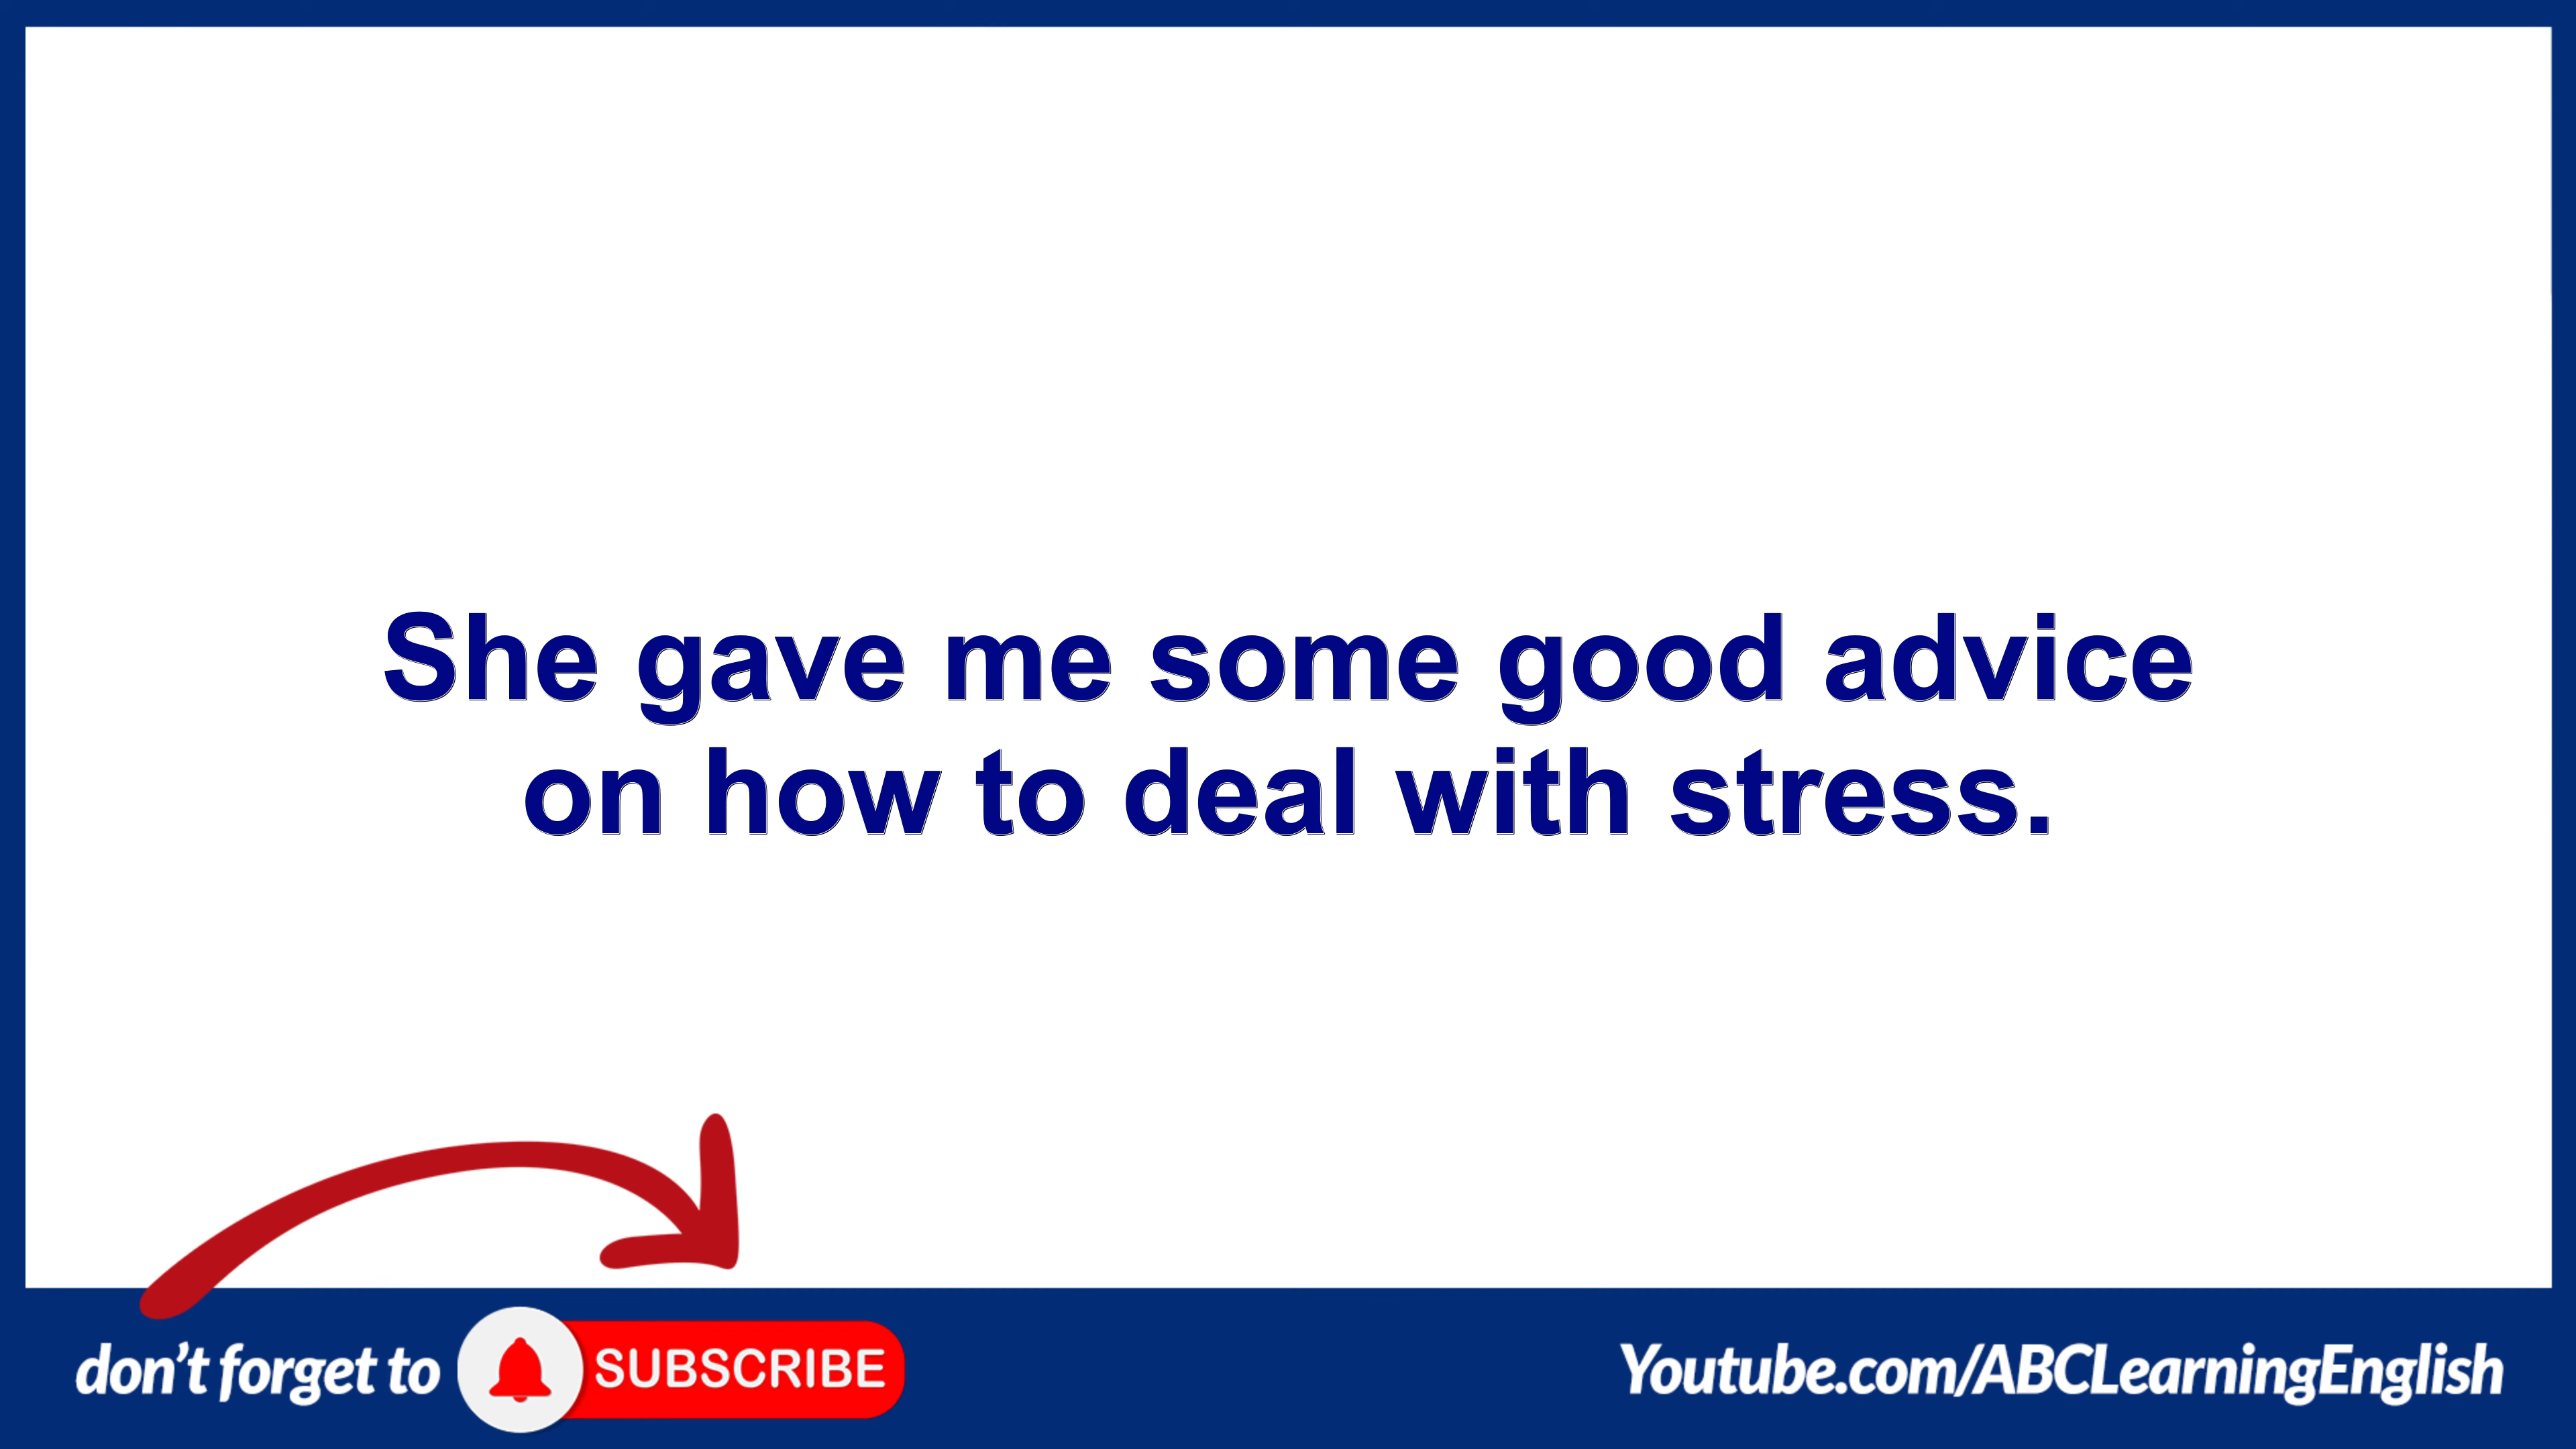 She gave me some good advice
on how to deal with stress.
don't forget to SUBSCRIBE
Youtube.com/ABCLearningEnglish